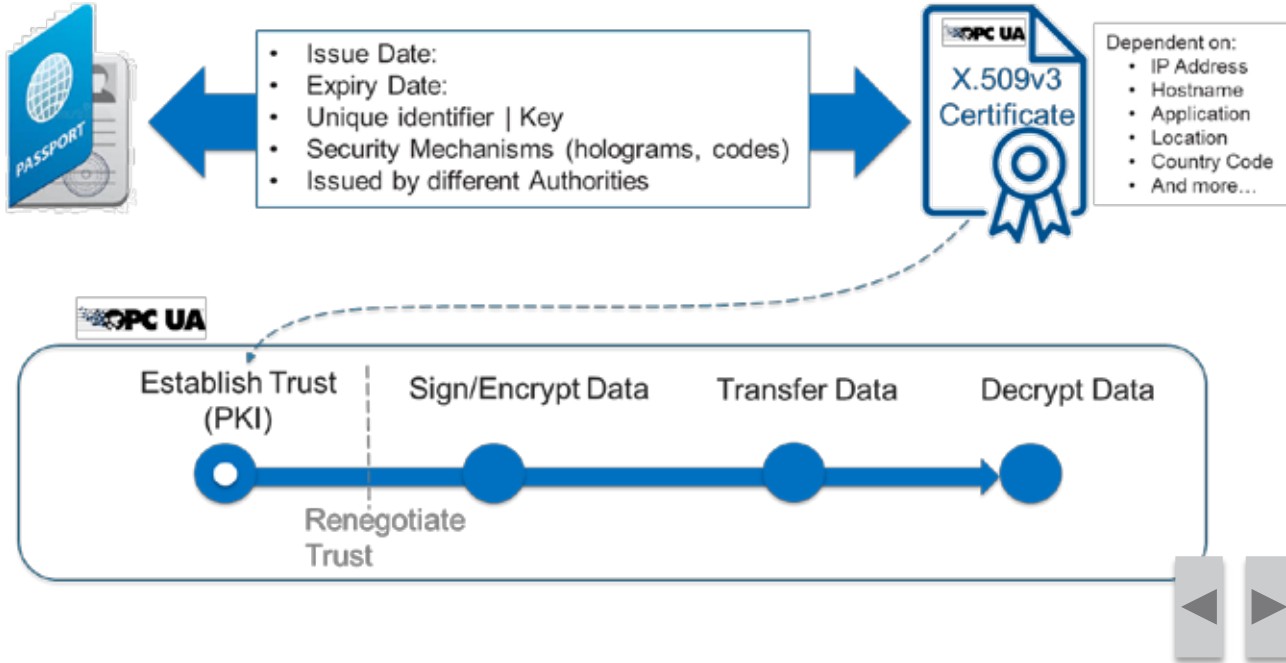 PASSPORT
• Issue Date:
• Expiry Date:
• Unique identifier | Key
• Security Mechanisms (holograms, codes)
• Issued by different Authorities
OPC UA
X.509v3
Certificate
Dependent on:
• IP Address
• Hostname
• Application
• Location
• Country Code
• And more...
OPC UA
Establish Trust
(PKI)
Sign/Encrypt Data
Transfer Data
Decrypt Data
Renegotiate
Trust